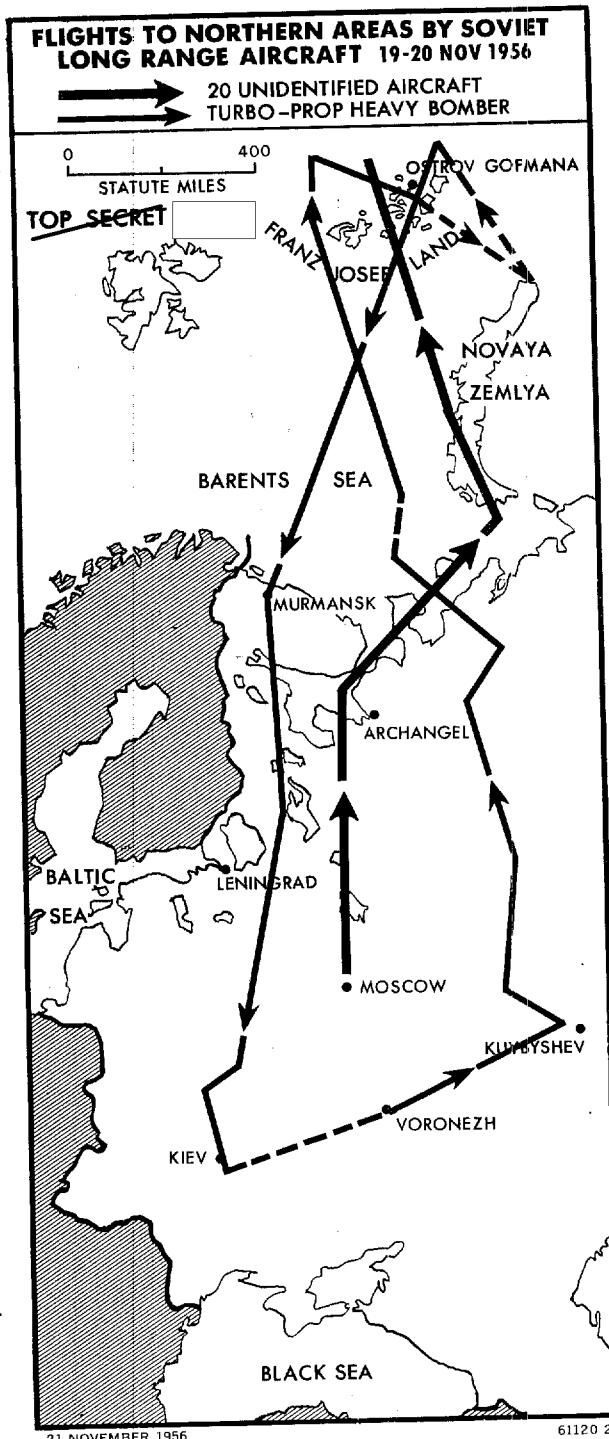 FLIGHTS TO NORTHERN AREAS BY SOVIET
LONG RANGE AIRCRAFT 19-20 NOV 1956
20 UNIDENTIFIED AIRCRAFT
TURBO-PROP HEAVY BOMBER
0 400
STATUTE MILES
TOP SECRET
OSTROV GOFMANA
FRANZ
JOSEF
LAND
NOVAYA
ZEMLYA
BARENTS SEA
MURMANSK
ARCHANGEL
BALTIC
SEA
LENINGRAD
MOSCOW
KUYBYSHEV
VORONEZH
KIEV
BLACK SEA
21 NOVEMBER 1956
61120 2